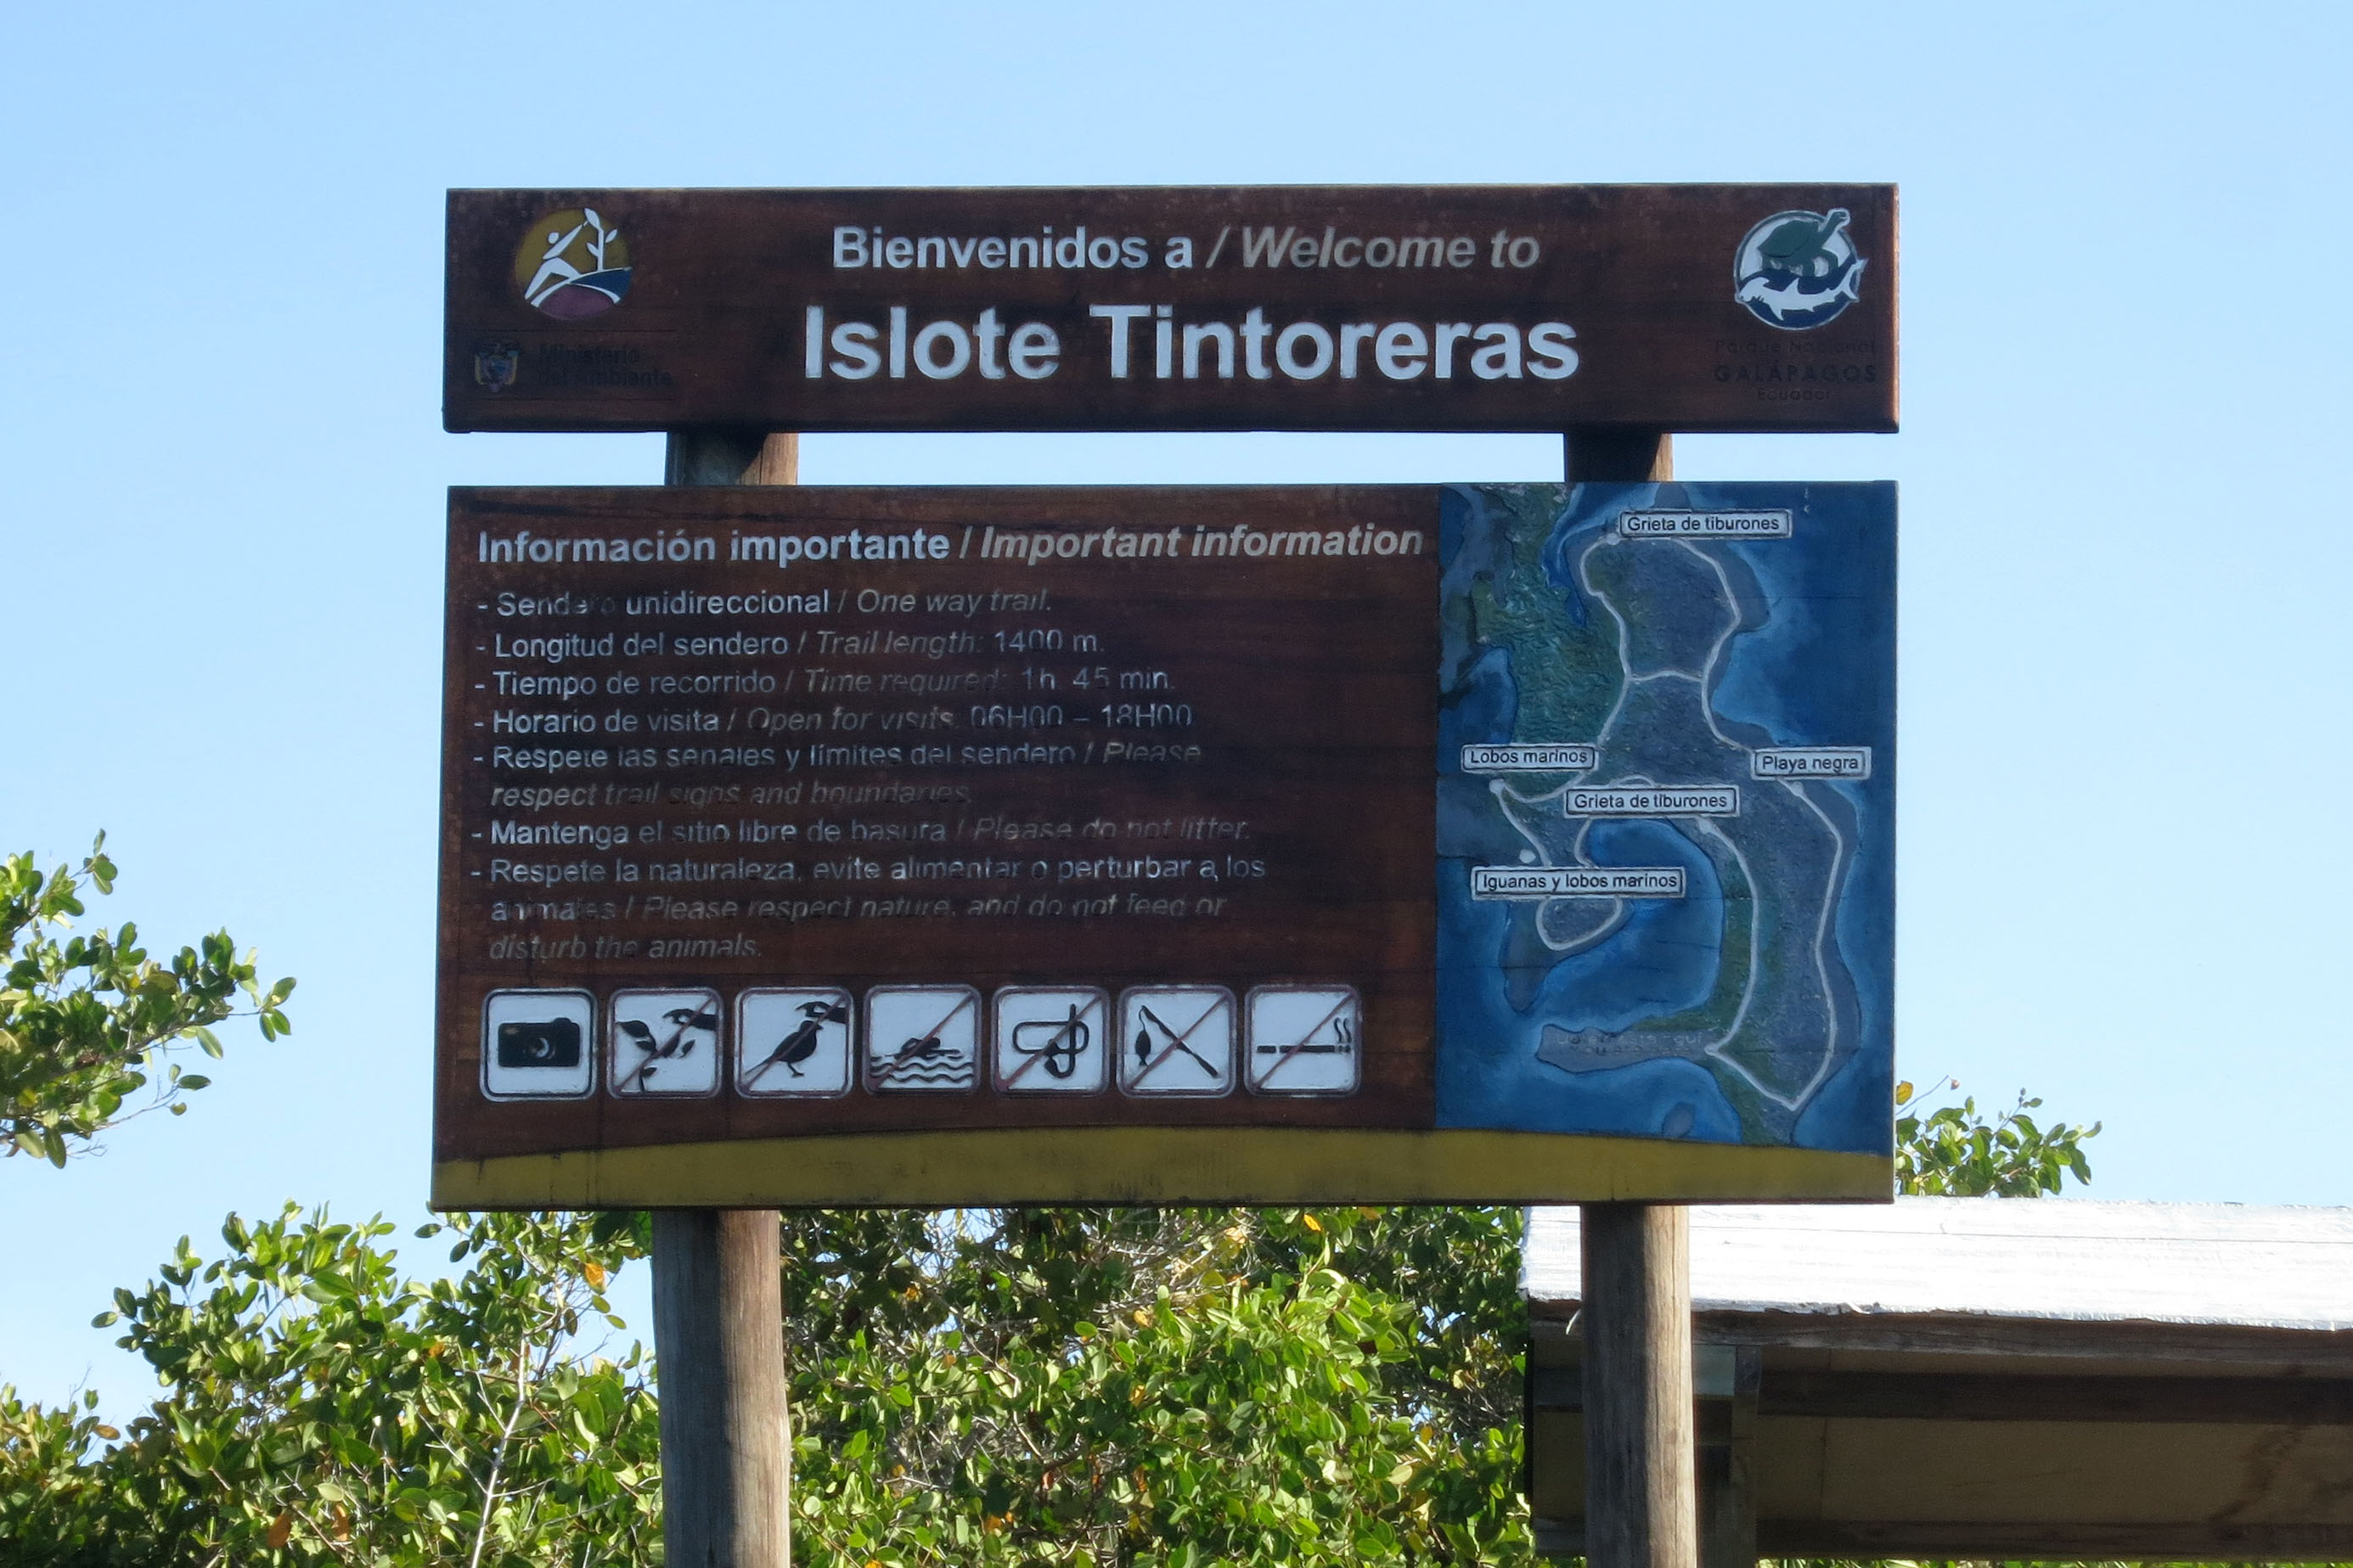 Bienvenidos a / Welcome to
Islote Tintoreras
Ministerio
del Ambiente
Parque Nacional
GALÁPAGOS
Ecuador
Información importante / Important information
- Sendero unidireccional / One way trail.
- Longitud del sendero / Trail length: 1400 m.
- Tiempo de recorrido / Time required: 1h 45 min.
- Horario de visita / Open for visits: 06H00 – 18H00
- Respete las señales y límites del sendero / Please
respect trail signs and boundaries.
- Mantenga el sitio libre de basura / Please do not litter.
- Respete la naturaleza, evite alimentar o perturbar a los
animales / Please respect nature, and do not feed or
disturb the animals.
Grieta de tiburones
Lobos marinos
Playa negra
Grieta de tiburones
Iguanas y lobos marinos